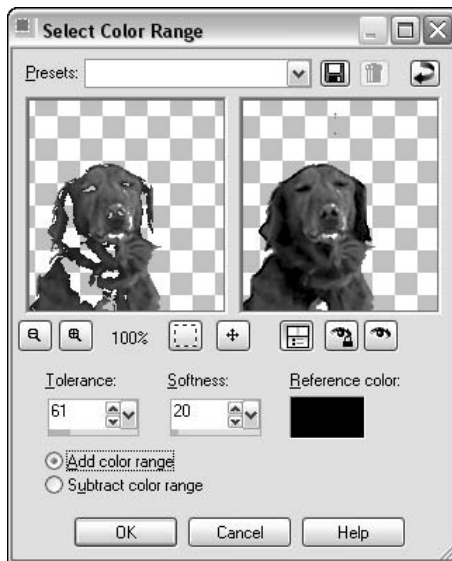 Select Color Range
Presets:
100%
Tolerance: Softness: Reference color:
61 20
Add color range
Subtract color range
OK Cancel Help